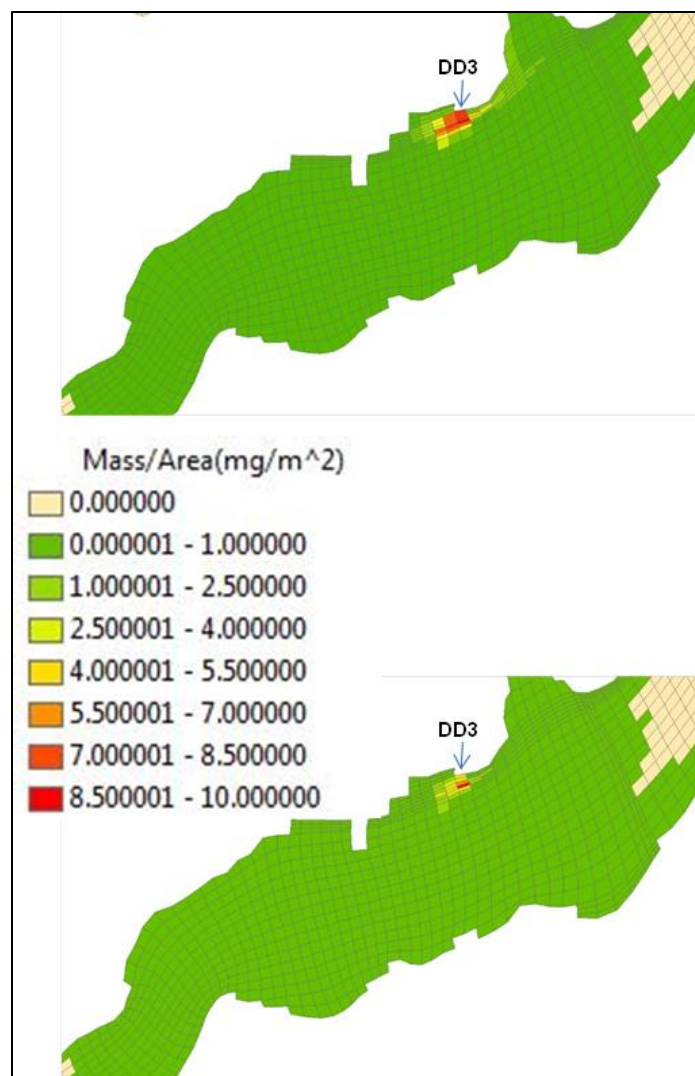 DD3
Mass/Area(mg/m^2)
0.000000
0.000001 - 1.000000
1.000001 - 2.500000
2.500001 - 4.000000
4.000001 - 5.500000
5.500001 - 7.000000
7.000001 - 8.500000
8.500001 - 10.000000
DD3